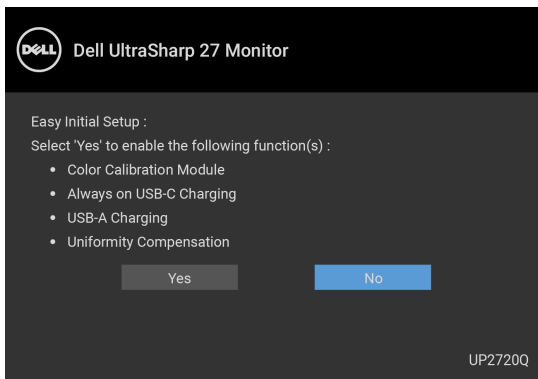 DELL Dell UltraSharp 27 Monitor
Easy Initial Setup :
Select 'Yes' to enable the following function(s) :
• Color Calibration Module
• Always on USB-C Charging
• USB-A Charging
• Uniformity Compensation
Yes No
UP2720Q